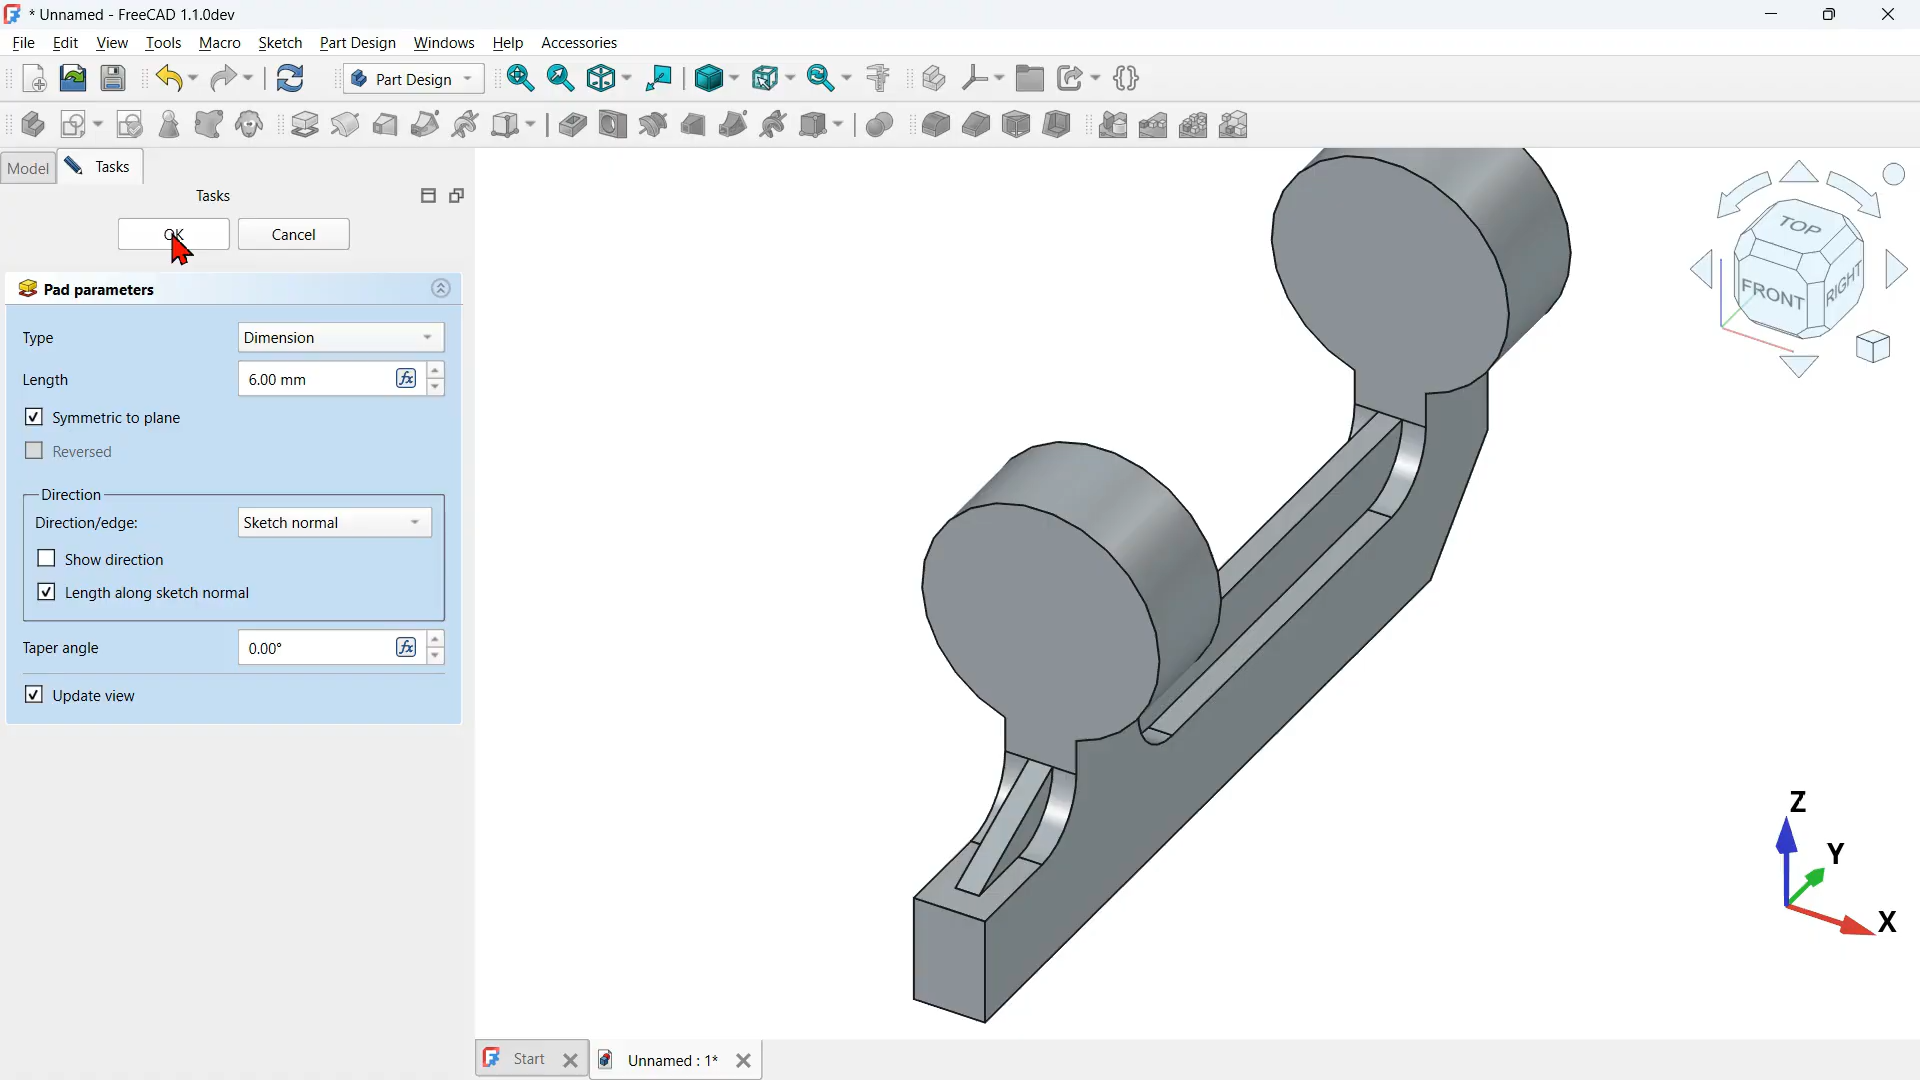 * Unnamed - FreeCAD 1.1.0dev
File Edit View Tools Macro Sketch Part Design Windows Help Accessories
Part Design
Model Tasks
Tasks
OK Cancel
Pad parameters
Type Dimension
Length 6.00 mm
Symmetric to plane
Reversed
Direction
Direction/edge: Sketch normal
Show direction
Length along sketch normal
Taper angle 0.00°
Update view
TOP
FRONT RIGHT
Z
Y
X
Start Unnamed : 1*